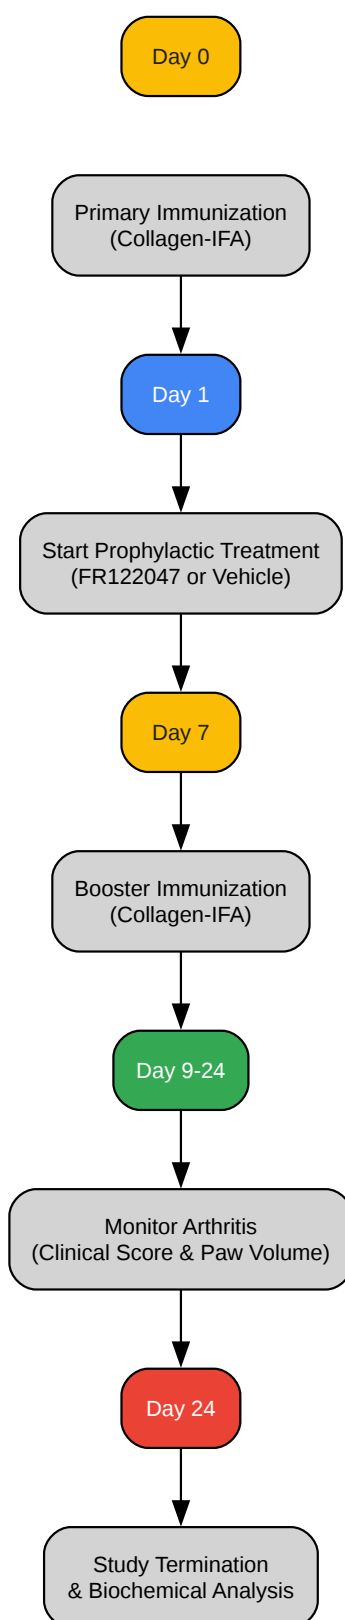 Day 0
Primary Immunization
(Collagen-IFA)
Day 1
Start Prophylactic Treatment
(FR122047 or Vehicle)
Day 7
Booster Immunization
(Collagen-IFA)
Day 9-24
Monitor Arthritis
(Clinical Score & Paw Volume)
Day 24
Study Termination
& Biochemical Analysis